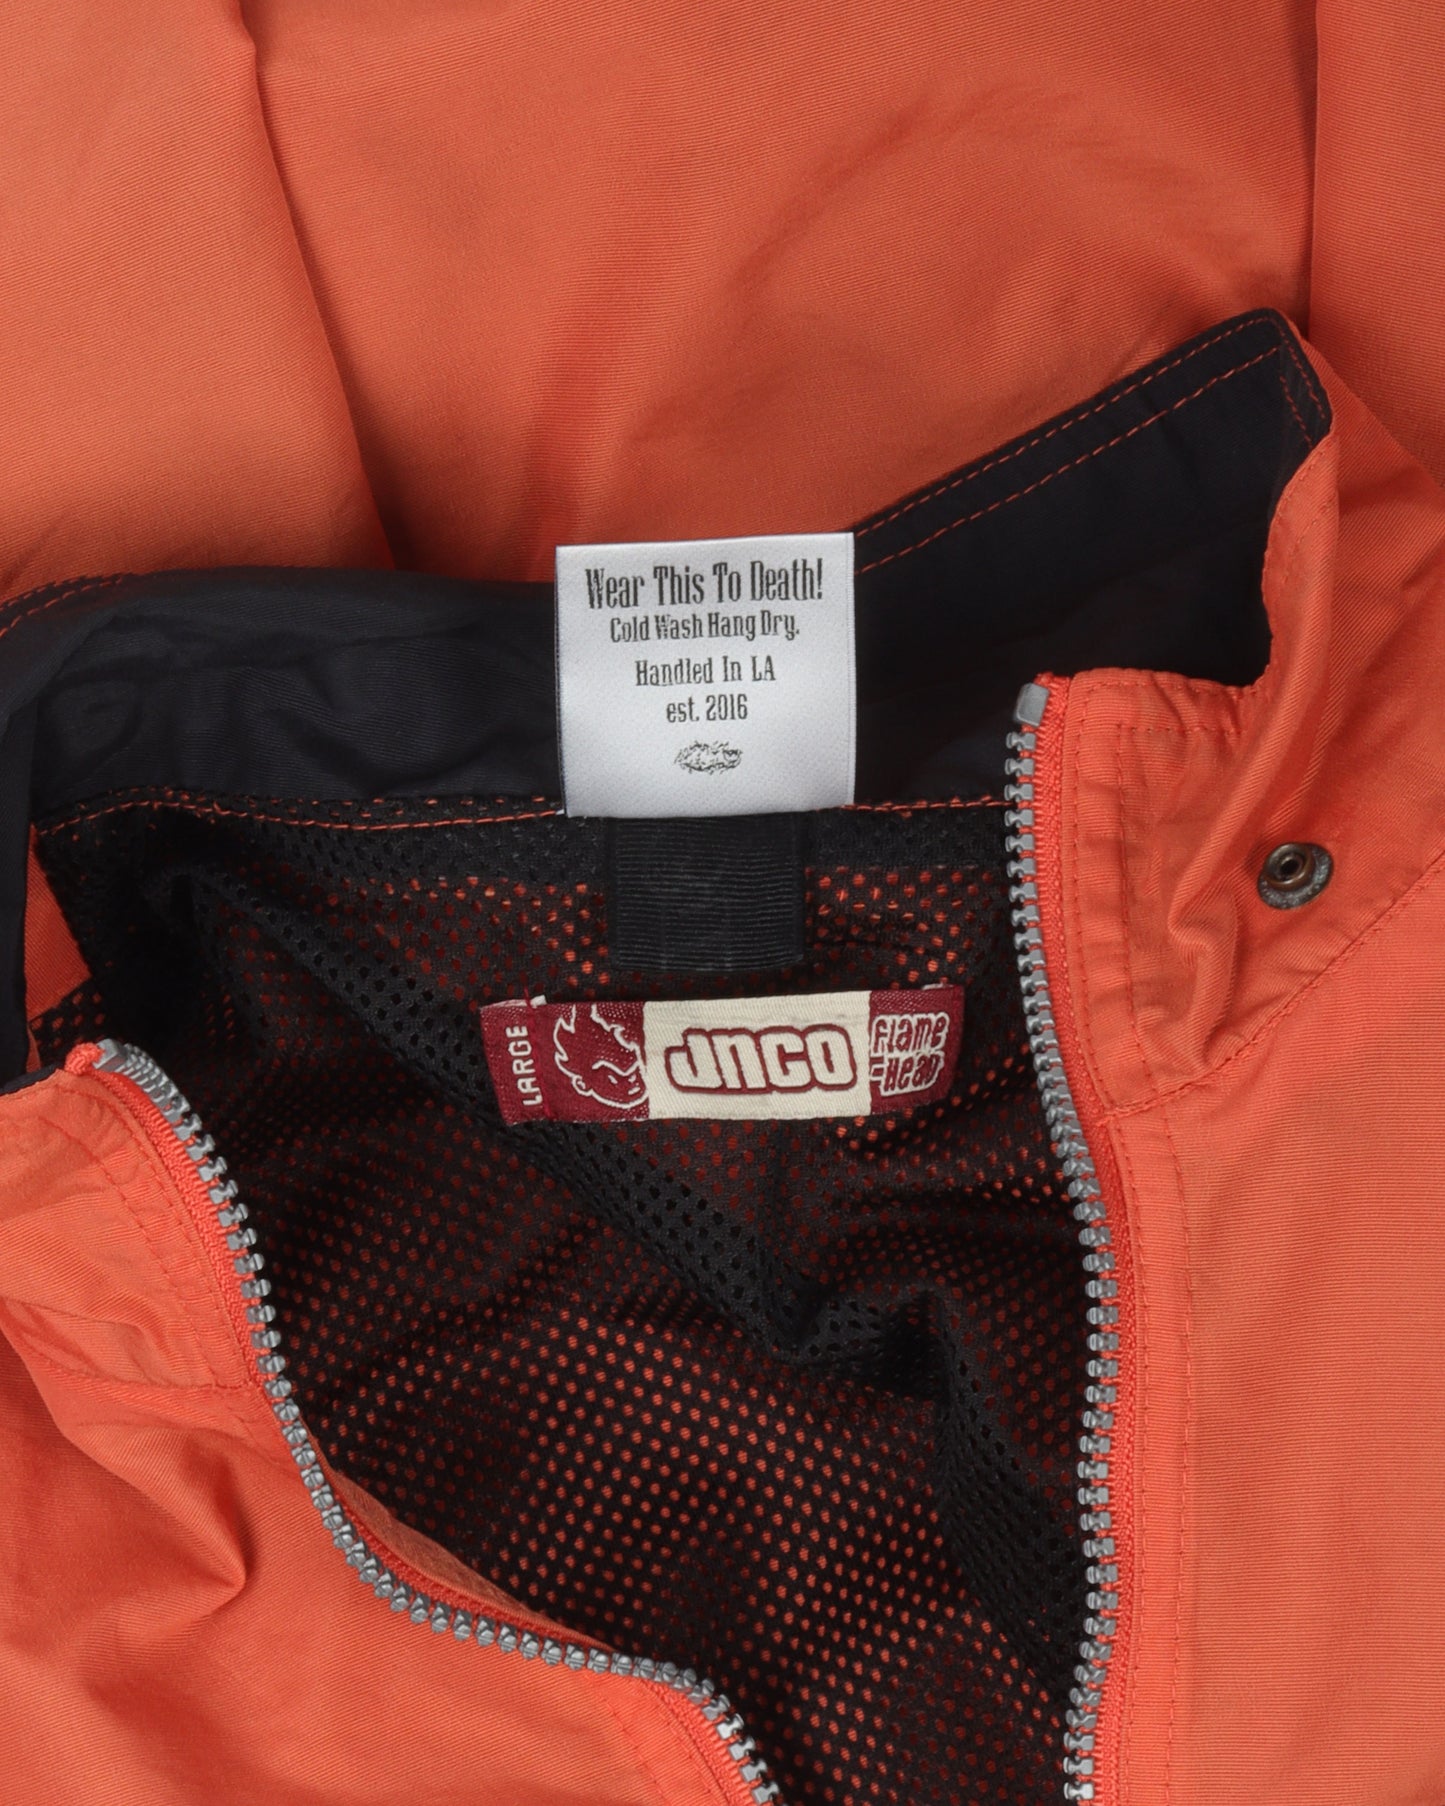 Wear This To Death!
Cold Wash Hang Dry.
Handled In LA
est. 2016
LARGE
JNCO
FLaMe
HeaD